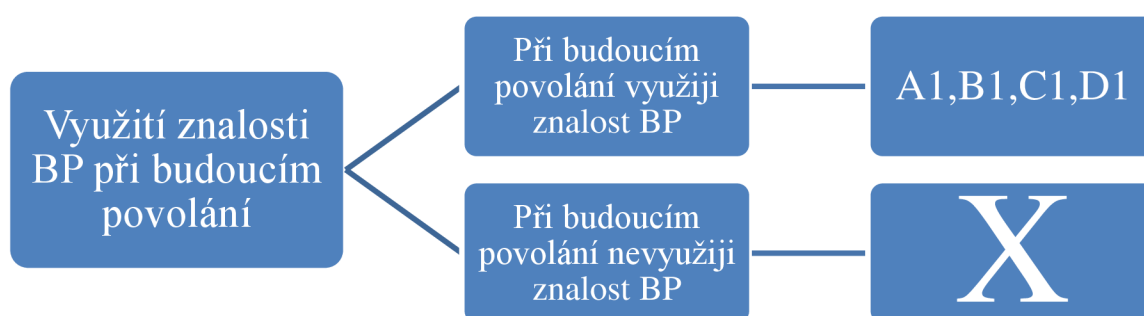 Využití znalosti
BP při budoucím
povolání
Při budoucím
povolání využiji
znalost BP
A1,B1,C1,D1
Při budoucím
povolání nevyužiji
znalost BP
X